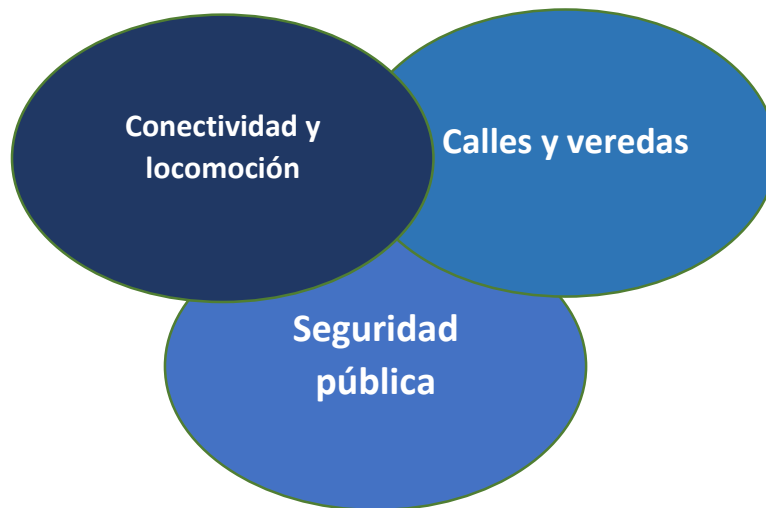 Conectividad y
locomoción
Calles y veredas
Seguridad
pública